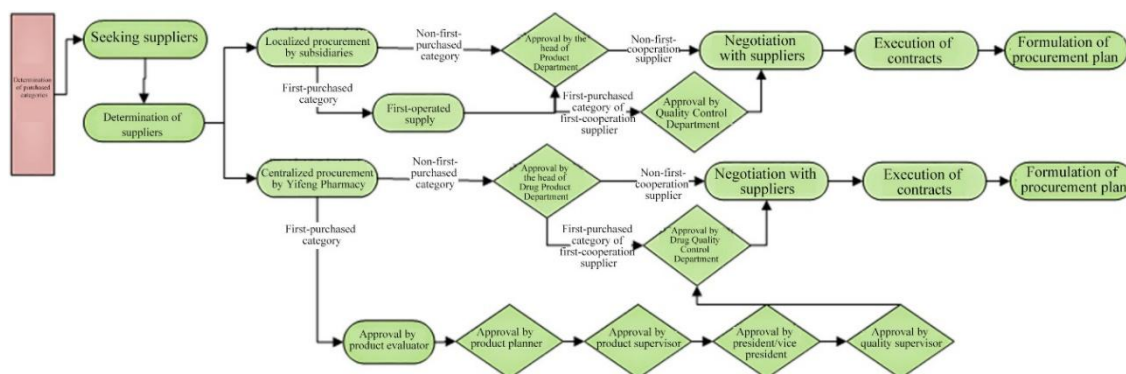 Determination
of purchased
categories
Seeking suppliers
Determination of
suppliers
Localized procurement
by subsidiaries
Non-first-
purchased
category
Approval by the
head of
Product
Department
Non-first-
cooperation
supplier
Negotiation
with suppliers
Execution of
contracts
Formulation of
procurement plan
First-purchased
category
First-operated
supply
First-purchased
category of
first-cooperation
supplier
Approval by
Quality Control
Department
Centralized procurement
by Yifeng Pharmacy
Non-first-
purchased
category
Approval by
the head of
Drug Product
Department
Non-first-
cooperation
supplier
Negotiation with
suppliers
Execution of
contracts
Formulation of
procurement plan
First-purchased
category
First-purchased
category of
first-cooperation
supplier
Approval by
Drug Quality
Control
Department
Approval by
product evaluator
Approval by
product planner
Approval by
product supervisor
Approval by
president/vice
president
Approval by
quality supervisor